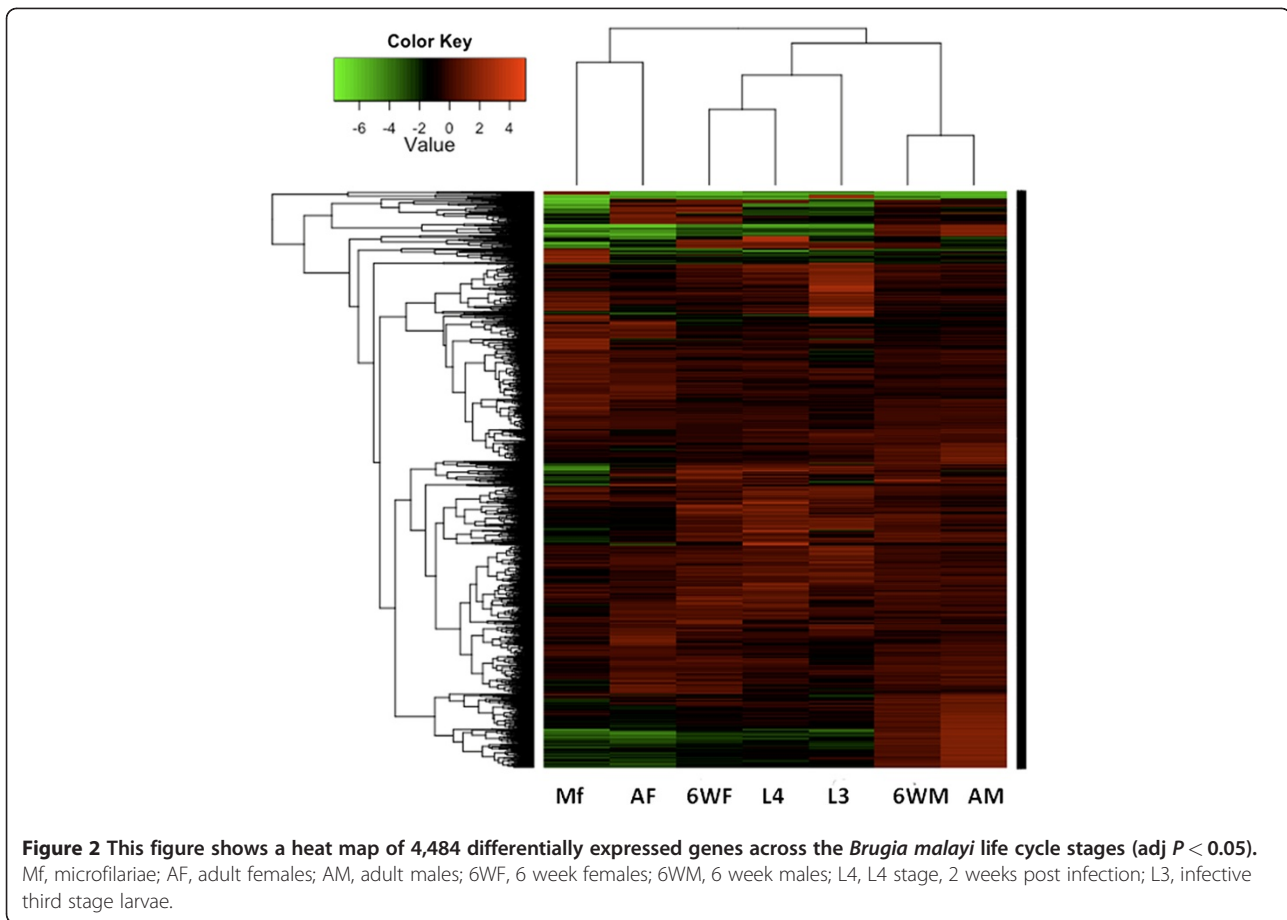 Color Key
-6 -4 -2 0 2 4
Value
Mf AF 6WF L4 L3 6WM AM
Figure 2 This figure shows a heat map of 4,484 differentially expressed genes across the Brugia malayi life cycle stages (adj P < 0.05).
Mf, microfilariae; AF, adult females; AM, adult males; 6WF, 6 week females; 6WM, 6 week males; L4, L4 stage, 2 weeks post infection; L3, infective
third stage larvae.